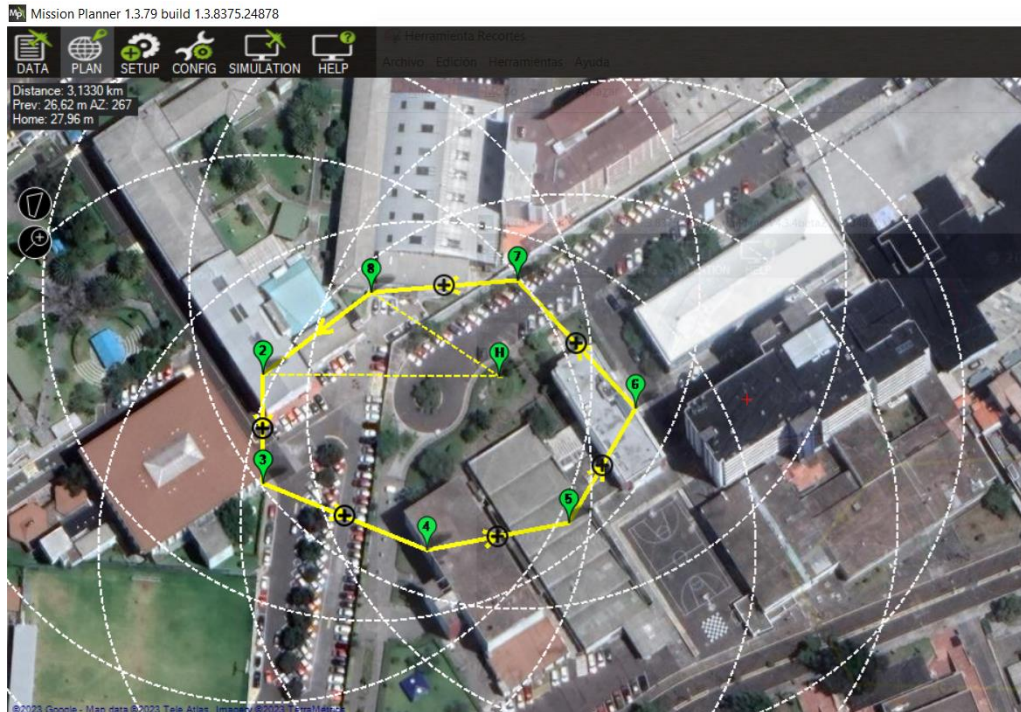 Mission Planner 1.3.79 build 1.3.8375.24878
DATA PLAN SETUP CONFIG SIMULATION HELP
Herramienta Recortes
Archivo Edición Herramientas Ayuda
Distance: 3,1330 km
Prev: 26,62 m AZ: 267
Home: 27,96 m
8
7
2
H
6
3
5
4
©2023 Google - Map data ©2023 Tele Atlas, Imagery ©2023 TerraMetrics